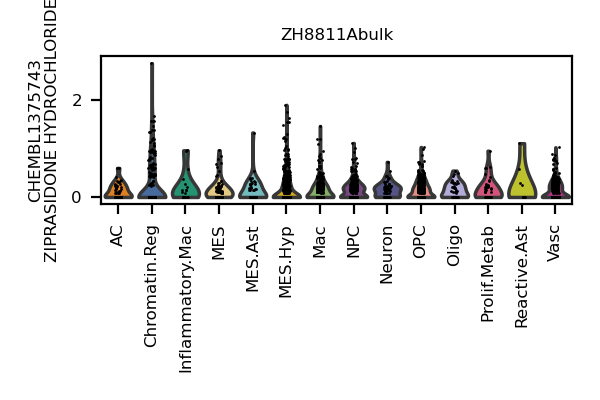 ZH8811Abulk
CHEMBL1375743
ZIPRASIDONE HYDROCHLORIDE
2
0
AC
Chromatin.Reg
Inflammatory.Mac
MES
MES.Ast
MES.Hyp
Mac
NPC
Neuron
OPC
Oligo
Prolif.Metab
Reactive.Ast
Vasc